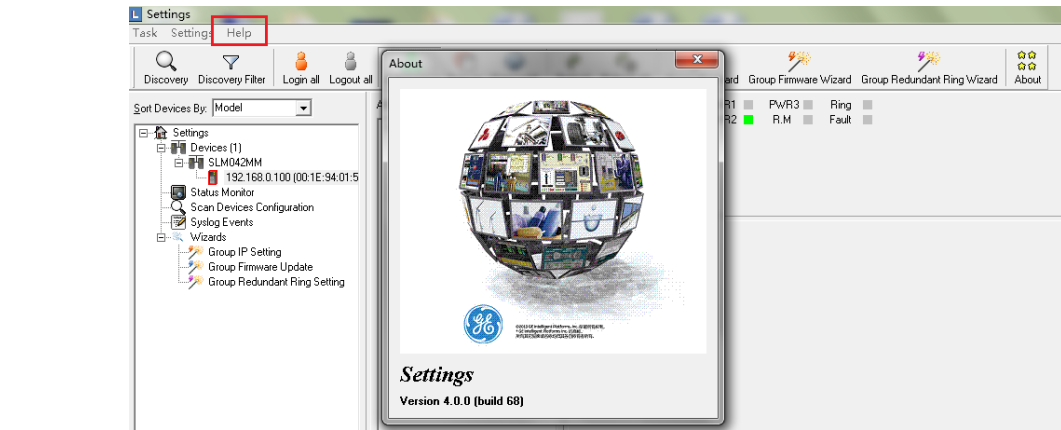 Settings
Task Settings Help
Discovery Discovery Filter Login all Logout all Group Firmware Wizard Group Redundant Ring Wizard About
Sort Devices By: Model
PWR3 Ring
R.M Fault
Settings
Devices (1)
SLM042MM
192.168.0.100 (00:1E:94:01:5
Status Monitor
Scan Devices Configuration
Syslog Events
Wizards
Group IP Setting
Group Firmware Update
Group Redundant Ring Setting
About
Settings
Version 4.0.0 (build 68)